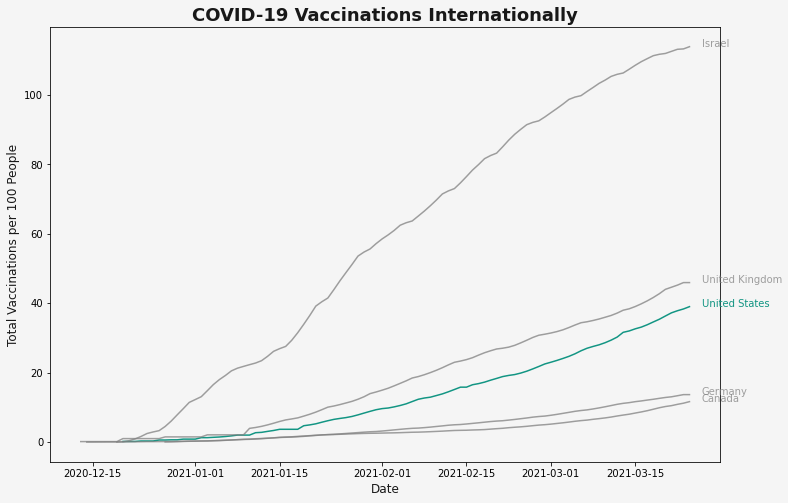 COVID-19 Vaccinations Internationally
Israel
100
80
Total Vaccinations per 100 People
60
United Kingdom
40
United States
20
Germany
Canada
0
2020-12-15 2021-01-01 2021-01-15 2021-02-01 2021-02-15 2021-03-01 2021-03-15
Date